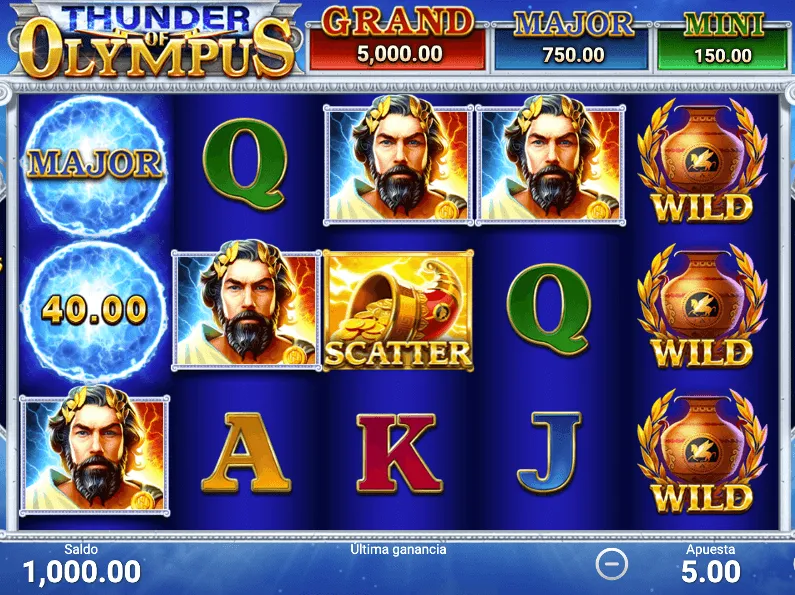 THUNDER
OF
OLYMPUS
GRAND
5,000.00
MAJOR
750.00
MINI
150.00
MAJOR
Q
WILD
40.00
SCATTER
Q
WILD
A
K
J
WILD
Saldo
1,000.00
Última ganancia
Apuesta
5.00